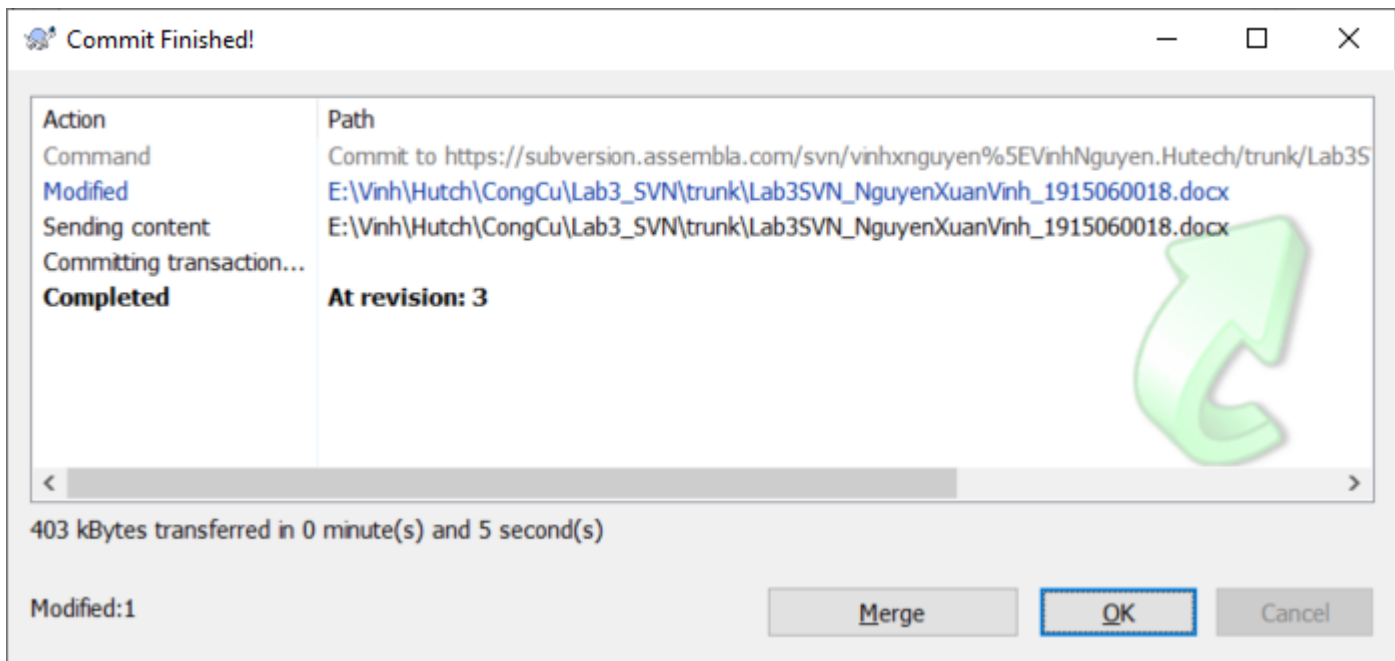 Commit Finished!
Action Path
Command Commit to https://subversion.assembla.com/svn/vinhxnguyen%5EVinhNguyen.Hutech/trunk/Lab3S
Modified E:\Vinh\Hutch\CongCu\Lab3_SVN\trunk\Lab3SVN_NguyenXuanVinh_1915060018.docx
Sending content E:\Vinh\Hutch\CongCu\Lab3_SVN\trunk\Lab3SVN_NguyenXuanVinh_1915060018.docx
Committing transaction...
Completed At revision: 3
403 kBytes transferred in 0 minute(s) and 5 second(s)
Modified:1 Merge OK Cancel